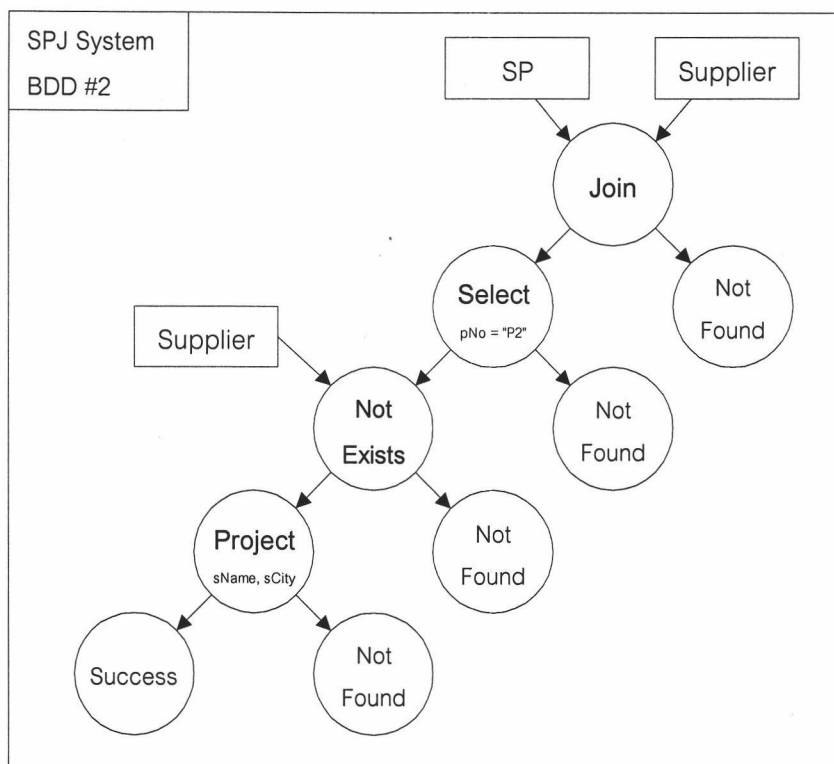 SPJ System
BDD #2
SP
Supplier
Join
Select
pNo = "P2"
Not
Found
Supplier
Not
Exists
Not
Found
Project
sName, sCity
Not
Found
Success
Not
Found